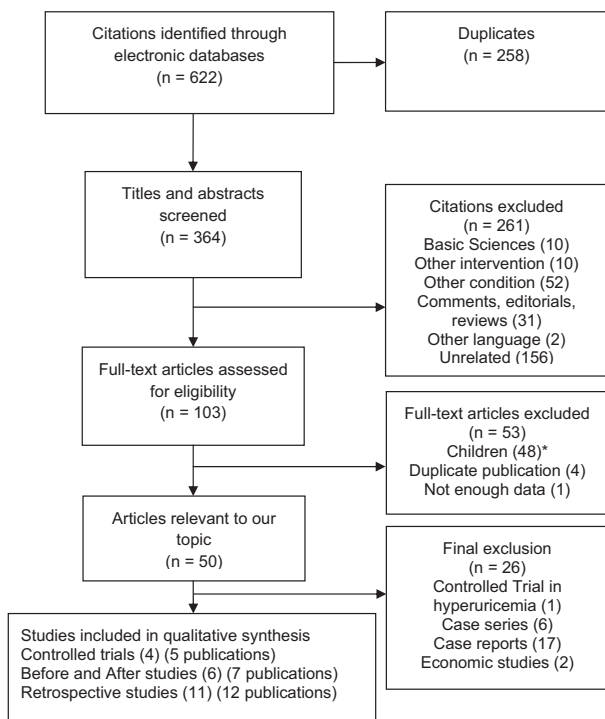 Citations identified through
electronic databases
(n = 622)
Duplicates
(n = 258)
Titles and abstracts
screened
(n = 364)
Citations excluded
(n = 261)
Basic Sciences (10)
Other intervention (10)
Other condition (52)
Comments, editorials,
reviews (31)
Other language (2)
Unrelated (156)
Full-text articles assessed
for eligibility
(n = 103)
Full-text articles excluded
(n = 53)
Children (48)*
Duplicate publication (4)
Not enough data (1)
Articles relevant to our
topic
(n = 50)
Final exclusion
(n = 26)
Controlled Trial in
hyperuricemia (1)
Case series (6)
Case reports (17)
Economic studies (2)
Studies included in qualitative synthesis
Controlled trials (4) (5 publications)
Before and After studies (6) (7 publications)
Retrospective studies (11) (12 publications)